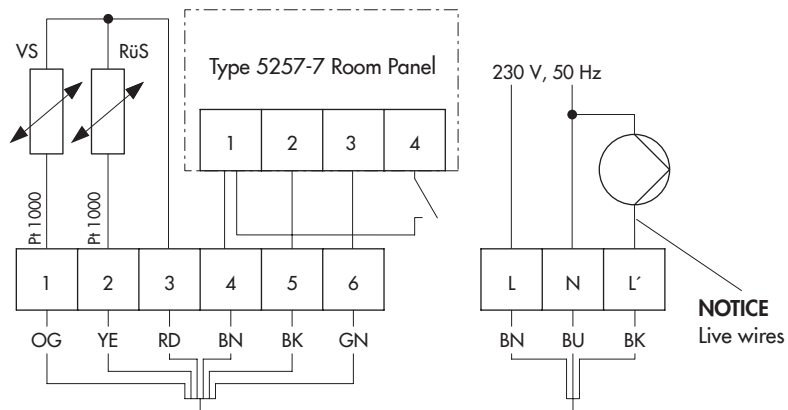 VS
RüS
Type 5257-7 Room Panel
230 V, 50 Hz
1 2 3 4
Pt 1000
Pt 1000
1 2 3 4 5 6
L N L´
OG YE RD BN BK GN
BN BU BK
NOTICE
Live wires